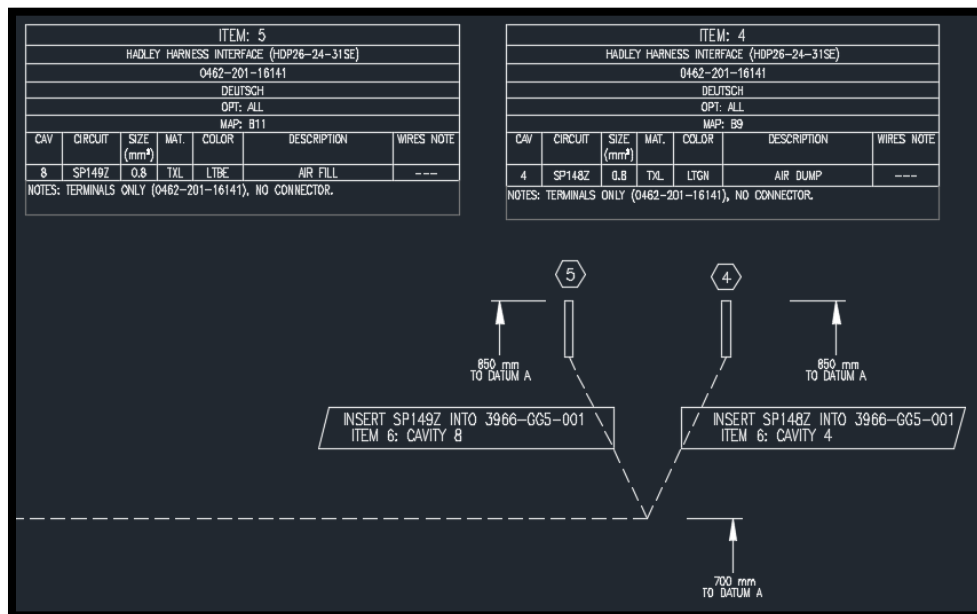 ITEM: 5
HADLEY HARNESS INTERFACE (HDP26-24-31SE)
0462-201-16141
DEUTSCH
OPT: ALL
MAP: B11
CAV CIRCUIT SIZE (mm²) MAT. COLOR DESCRIPTION WIRES NOTE
8 SP149Z 0.8 TXL LTBE AIR FILL ---
NOTES: TERMINALS ONLY (0462-201-16141), NO CONNECTOR.
ITEM: 4
HADLEY HARNESS INTERFACE (HDP26-24-31SE)
0462-201-16141
DEUTSCH
OPT: ALL
MAP: B9
CAV CIRCUIT SIZE (mm²) MAT. COLOR DESCRIPTION WIRES NOTE
4 SP148Z 0.8 TXL LTGN AIR DUMP ---
NOTES: TERMINALS ONLY (0462-201-16141), NO CONNECTOR.
5
4
850 mm
TO DATUM A
850 mm
TO DATUM A
INSERT SP149Z INTO 3966-GG5-001
ITEM 6: CAVITY 8
INSERT SP148Z INTO 3966-GG5-001
ITEM 6: CAVITY 4
700 mm
TO DATUM A